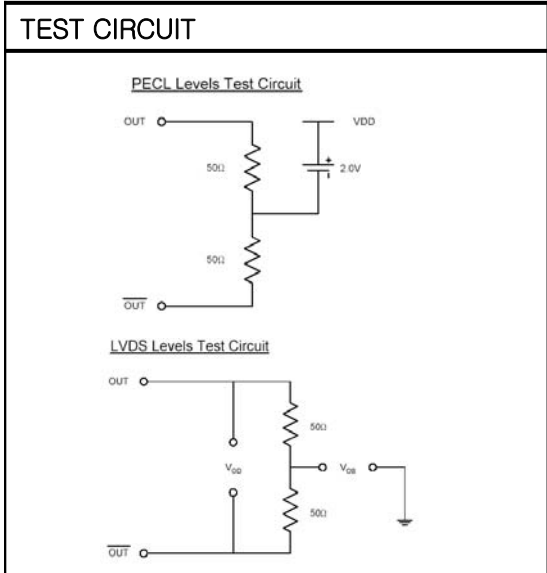 TEST CIRCUIT
PECL Levels Test Circuit
OUT
VDD
50Ω
+
2.0V
-
50Ω
OUT
LVDS Levels Test Circuit
OUT
50Ω
VOD
VOS
50Ω
OUT